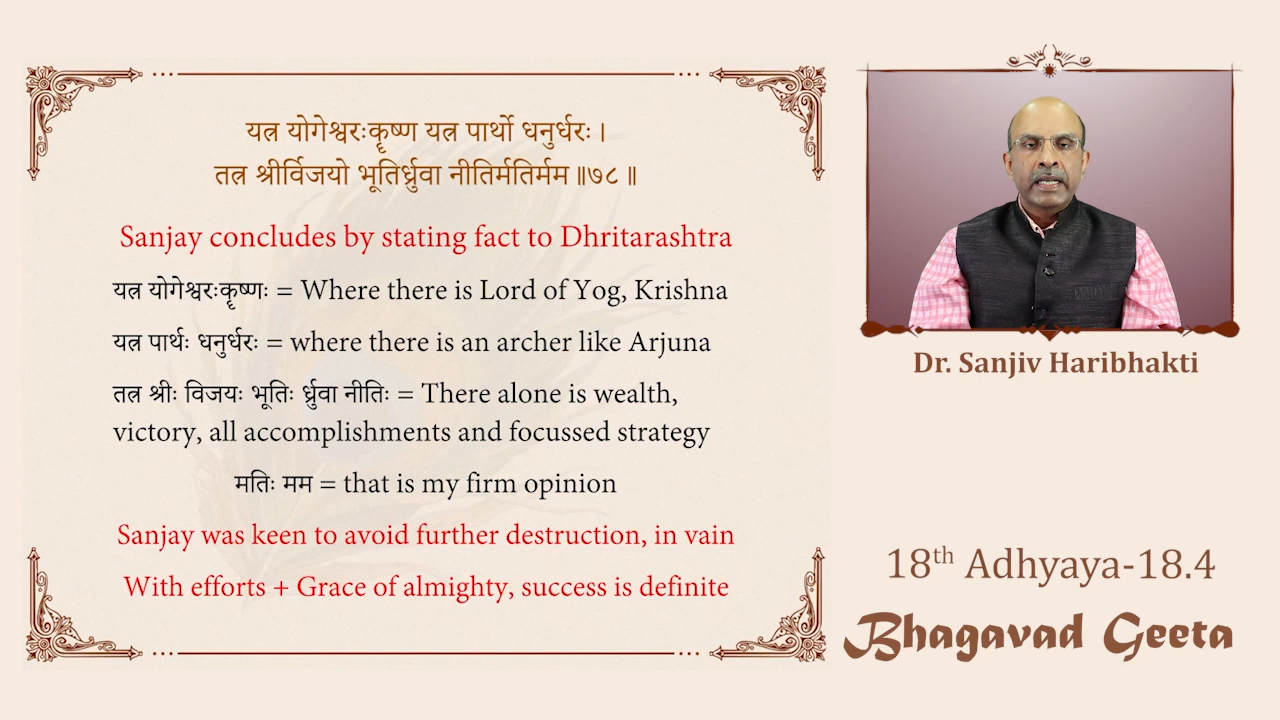 यत्र योगेश्वरःकृष्ण यत्र पार्थो धनुर्धरः ।
तत्र श्रीर्विजयो भूतिर्ध्रुवा नीतिर्मतिर्मम ॥७८॥
Sanjay concludes by stating fact to Dhritarashtra
यत्र योगेश्वरःकृष्णः = Where there is Lord of Yog, Krishna
यत्र पार्थः धनुर्धरः = where there is an archer like Arjuna
तत्र श्रीः विजयः भूतिः र्ध्रुवा नीतिः = There alone is wealth,
victory, all accomplishments and focussed strategy
मतिः मम = that is my firm opinion
Sanjay was keen to avoid further destruction, in vain
With efforts + Grace of almighty, success is definite
Dr. Sanjiv Haribhakti
18th Adhyaya-18.4
Bhagavad Geeta